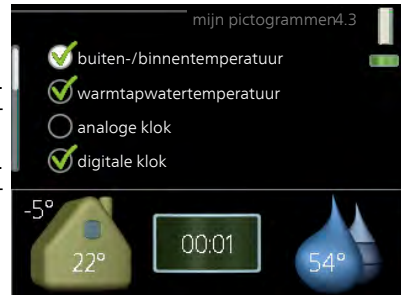 mijn pictogrammen4.3
buiten-/binnentemperatuur
warmtapwatertemperatuur
analoge klok
digitale klok
-5°
22°
00:01
54°